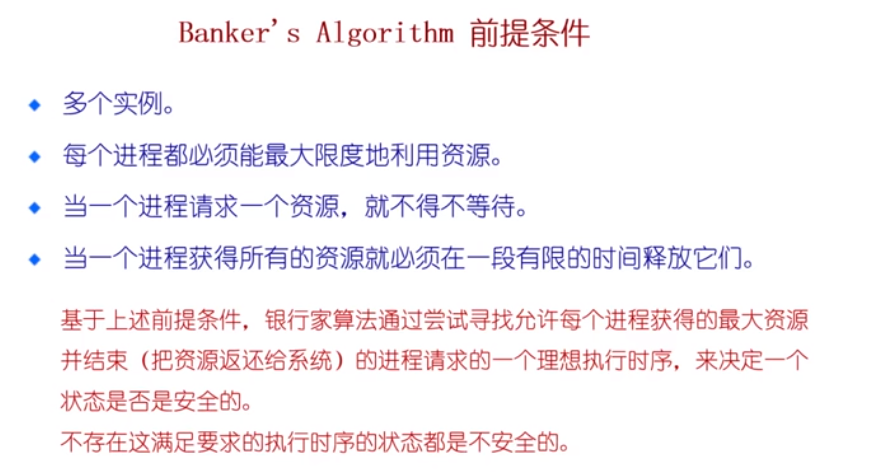 Banker's Algorithm 前提条件
多个实例。
每个进程都必须能最大限度地利用资源。
当一个进程请求一个资源，就不得不等待。
当一个进程获得所有的资源就必须在一段有限的时间释放它们。
基于上述前提条件，银行家算法通过尝试寻找允许每个进程获得的最大资源
并结束（把资源返还给系统）的进程请求的一个理想执行时序，来决定一个
状态是否是安全的。
不存在这满足要求的执行时序的状态都是不安全的。